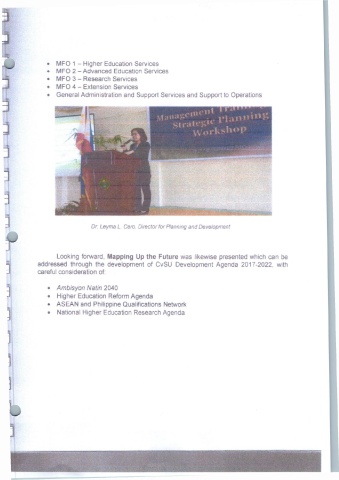 • MFO 1 – Higher Education Services
• MFO 2 – Advanced Education Services
• MFO 3 – Research Services
• MFO 4 – Extension Services
• General Administration and Support Services and Support to Operations
Management Training
Strategic Planning
Workshop
Dr. Leyma L. Cero, Director for Planning and Development
Looking forward, Mapping Up the Future was likewise presented which can be
addressed through the development of CvSU Development Agenda 2017-2022, with
careful consideration of:
• Ambisyon Natin 2040
• Higher Education Reform Agenda
• ASEAN and Philippine Qualifications Network
• National Higher Education Research Agenda